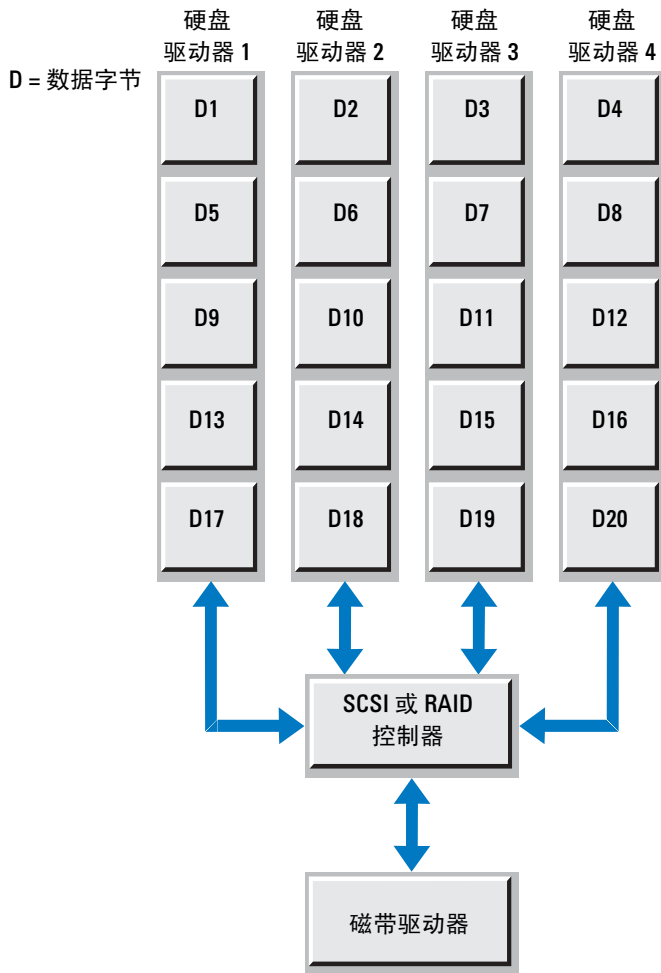 硬盘
驱动器 1
硬盘
驱动器 2
硬盘
驱动器 3
硬盘
驱动器 4
D = 数据字节
D1
D2
D3
D4
D5
D6
D7
D8
D9
D10
D11
D12
D13
D14
D15
D16
D17
D18
D19
D20
SCSI 或 RAID
控制器
磁带驱动器